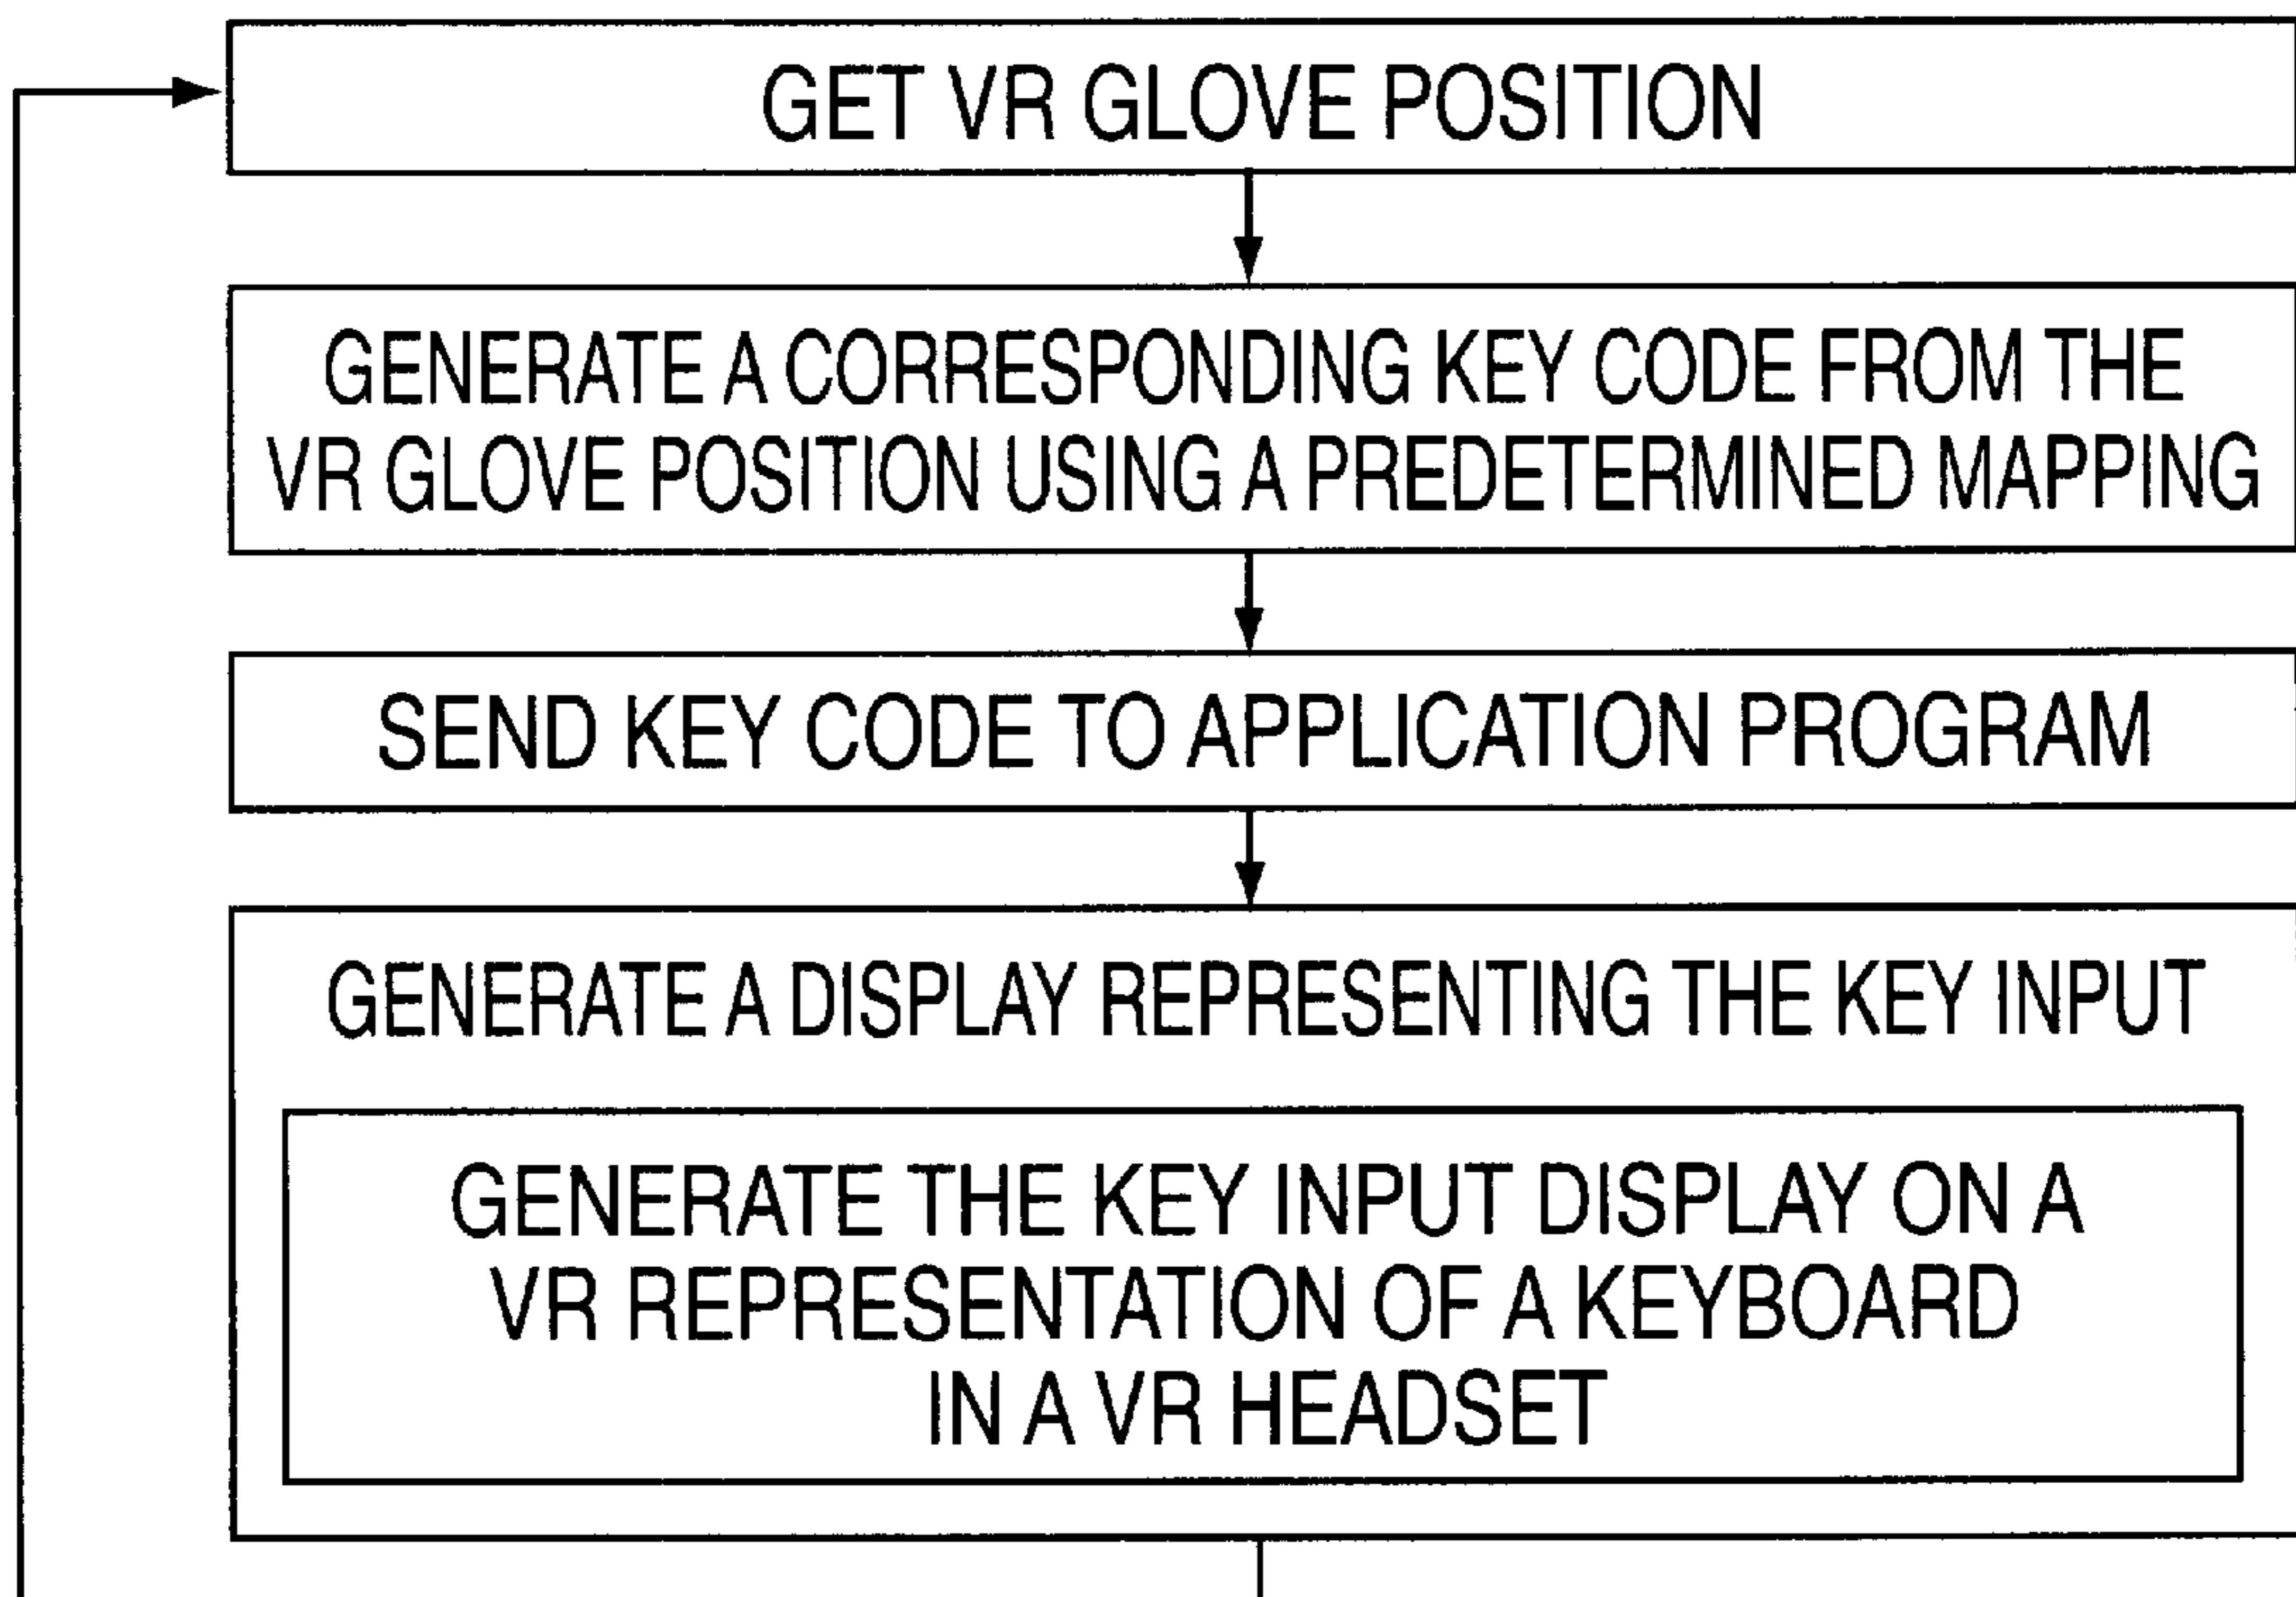 GET VR GLOVE POSITION
GENERATE A CORRESPONDING KEY CODE FROM THE
VR GLOVE POSITION USING A PREDETERMINED MAPPING
SEND KEY CODE TO APPLICATION PROGRAM
GENERATE A DISPLAY REPRESENTING THE KEY INPUT
GENERATE THE KEY INPUT DISPLAY ON A
VR REPRESENTATION OF A KEYBOARD
IN A VR HEADSET